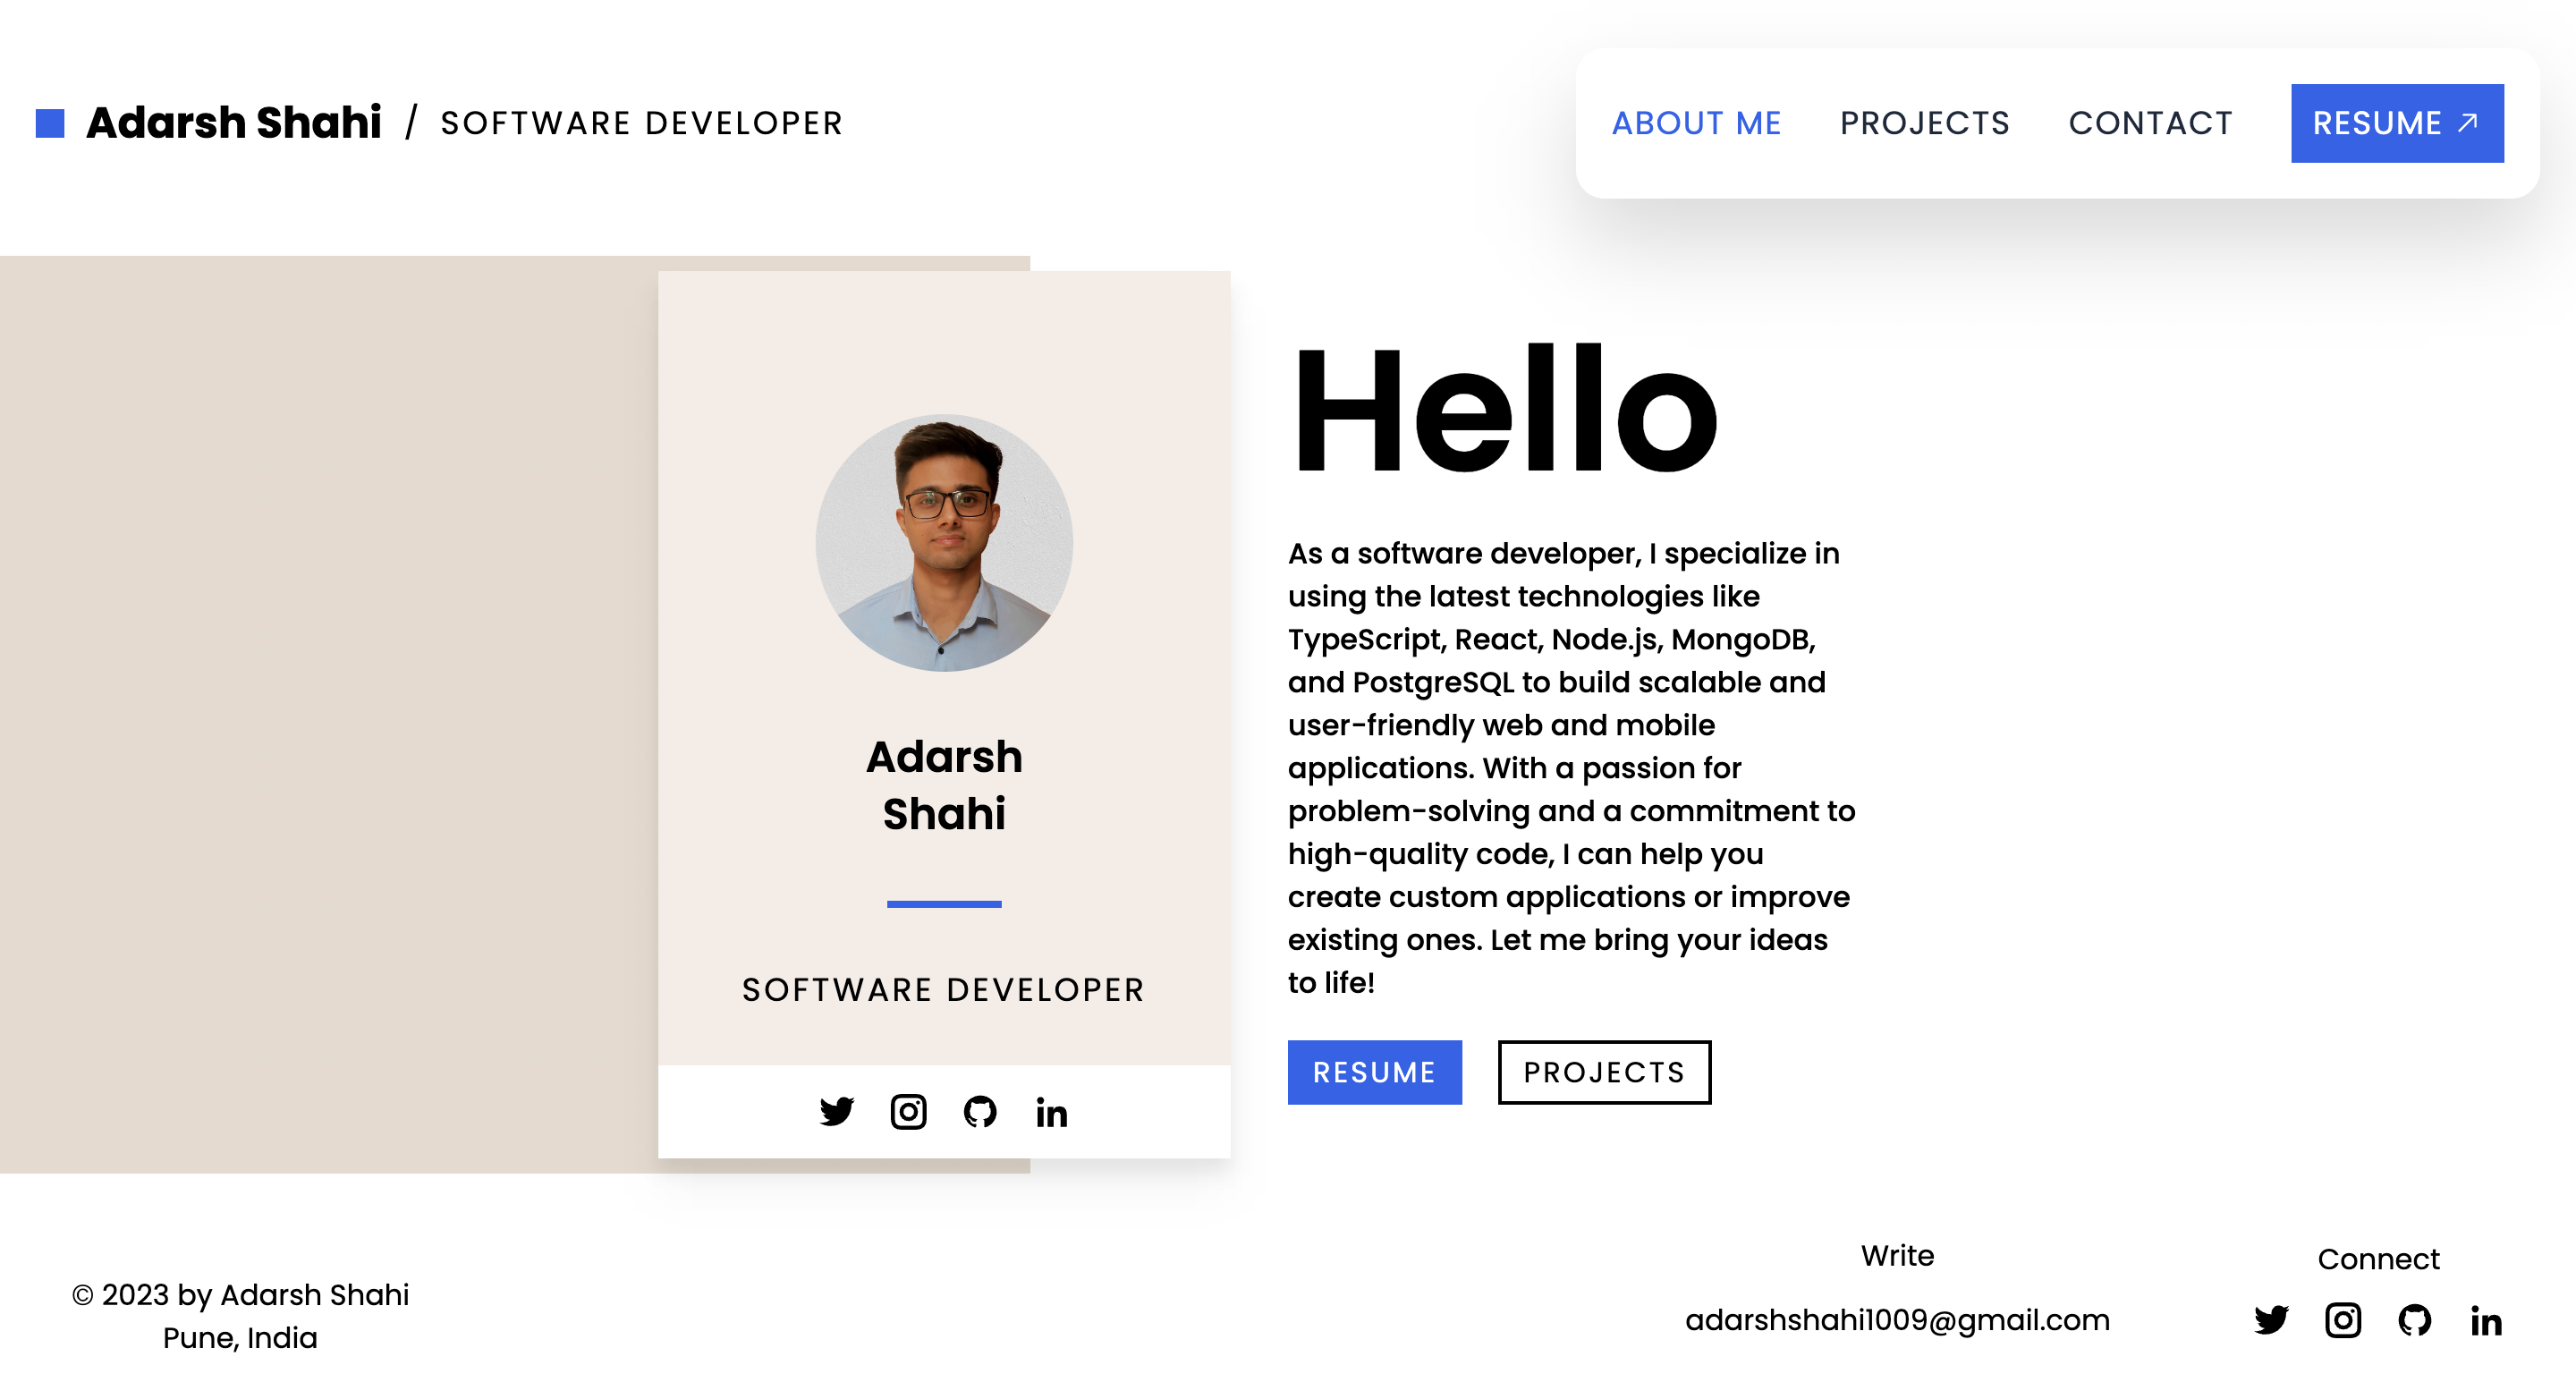 Adarsh Shahi / SOFTWARE DEVELOPER
ABOUT ME PROJECTS CONTACT RESUME
Adarsh
Shahi
SOFTWARE DEVELOPER
Hello
As a software developer, I specialize in
using the latest technologies like
TypeScript, React, Node.js, MongoDB,
and PostgreSQL to build scalable and
user-friendly web and mobile
applications. With a passion for
problem-solving and a commitment to
high-quality code, I can help you
create custom applications or improve
existing ones. Let me bring your ideas
to life!
RESUME PROJECTS
© 2023 by Adarsh Shahi
Pune, India
Write
adarshshahi1009@gmail.com
Connect